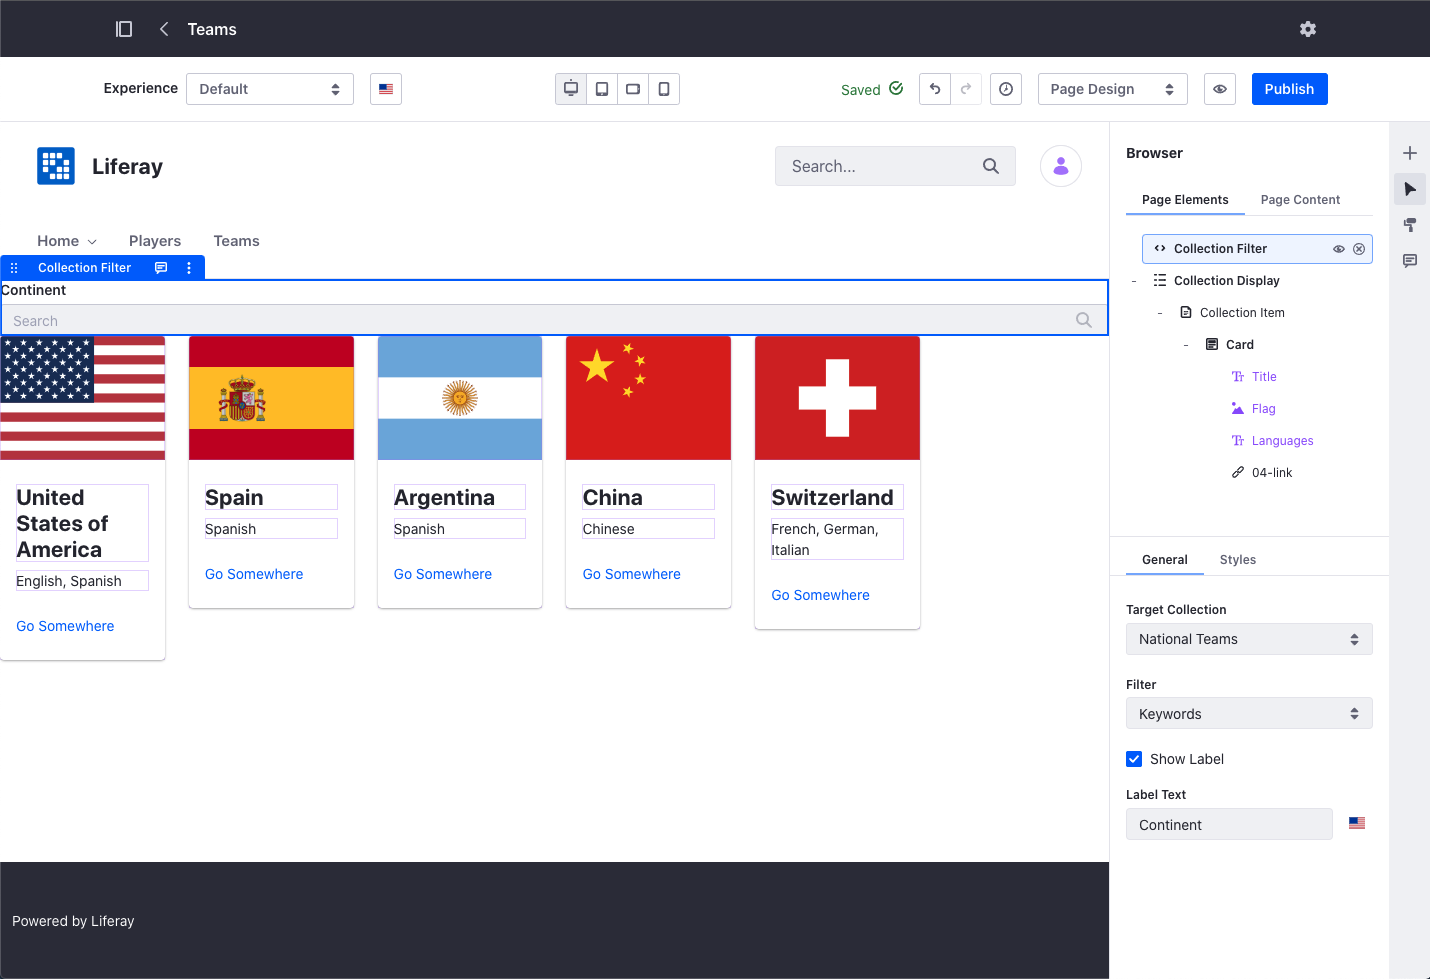 Teams
Experience
Default
Saved
Page Design
Publish
Liferay
Search...
Home
Players
Teams
Collection Filter
Continent
Search
United
States of
America
English, Spanish
Go Somewhere
Spain
Spanish
Go Somewhere
Argentina
Spanish
Go Somewhere
China
Chinese
Go Somewhere
Switzerland
French, German,
Italian
Go Somewhere
Powered by Liferay
Browser
Page Elements
Page Content
Collection Filter
Collection Display
Collection Item
Card
Title
Flag
Languages
04-link
General
Styles
Target Collection
National Teams
Filter
Keywords
Show Label
Label Text
Continent